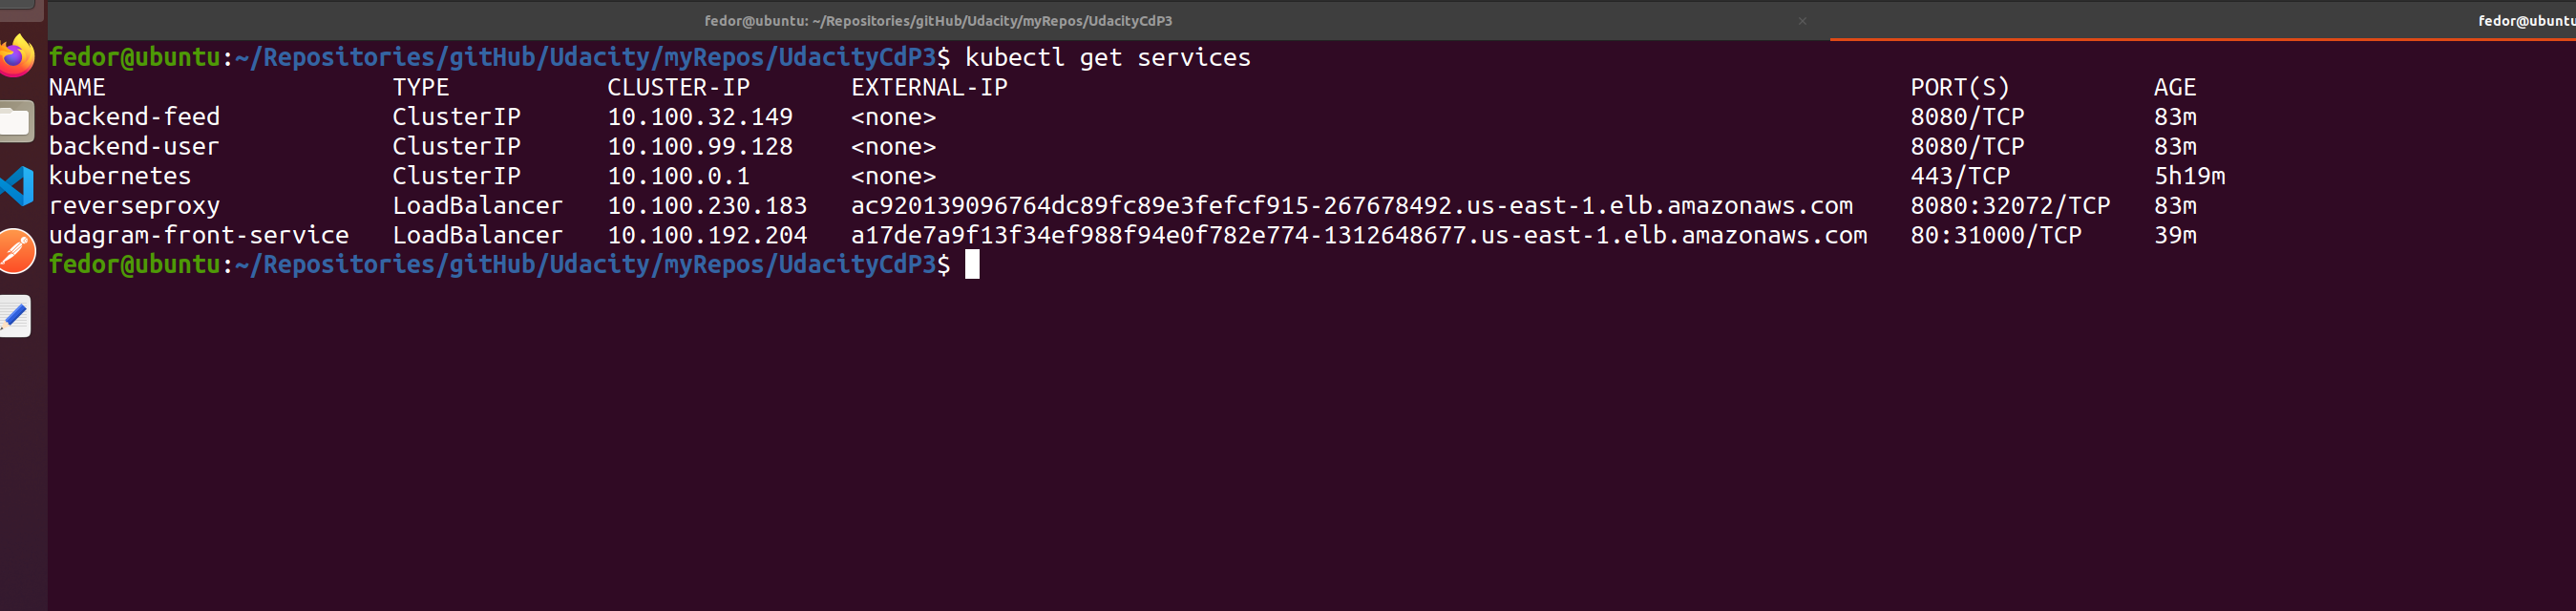 fedor@ubuntu: ~/Repositories/gitHub/Udacity/myRepos/UdacityCdP3 × fedor@ubuntu
fedor@ubuntu:~/Repositories/gitHub/Udacity/myRepos/UdacityCdP3$ kubectl get services
NAME TYPE CLUSTER-IP EXTERNAL-IP PORT(S) AGE
backend-feed ClusterIP 10.100.32.149 <none> 8080/TCP 83m
backend-user ClusterIP 10.100.99.128 <none> 8080/TCP 83m
kubernetes ClusterIP 10.100.0.1 <none> 443/TCP 5h19m
reverseproxy LoadBalancer 10.100.230.183 ac920139096764dc89fc89e3fefcf915-267678492.us-east-1.elb.amazonaws.com 8080:32072/TCP 83m
udagram-front-service LoadBalancer 10.100.192.204 a17de7a9f13f34ef988f94e0f782e774-1312648677.us-east-1.elb.amazonaws.com 80:31000/TCP 39m
fedor@ubuntu:~/Repositories/gitHub/Udacity/myRepos/UdacityCdP3$